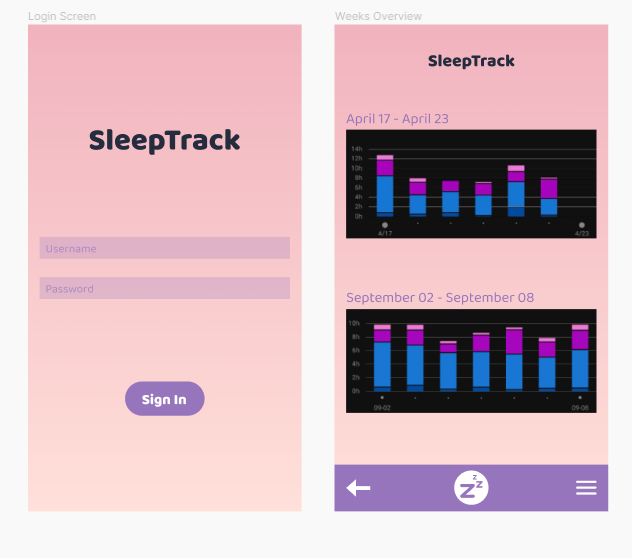 Login Screen
SleepTrack
Username
Password
Sign In
Weeks Overview
SleepTrack
April 17 - April 23
14h
12h
10h
8h
6h
4h
2h
0h
4/17
4/23
September 02 - September 08
10h
8h
6h
4h
2h
0h
09-02
09-08
z z z